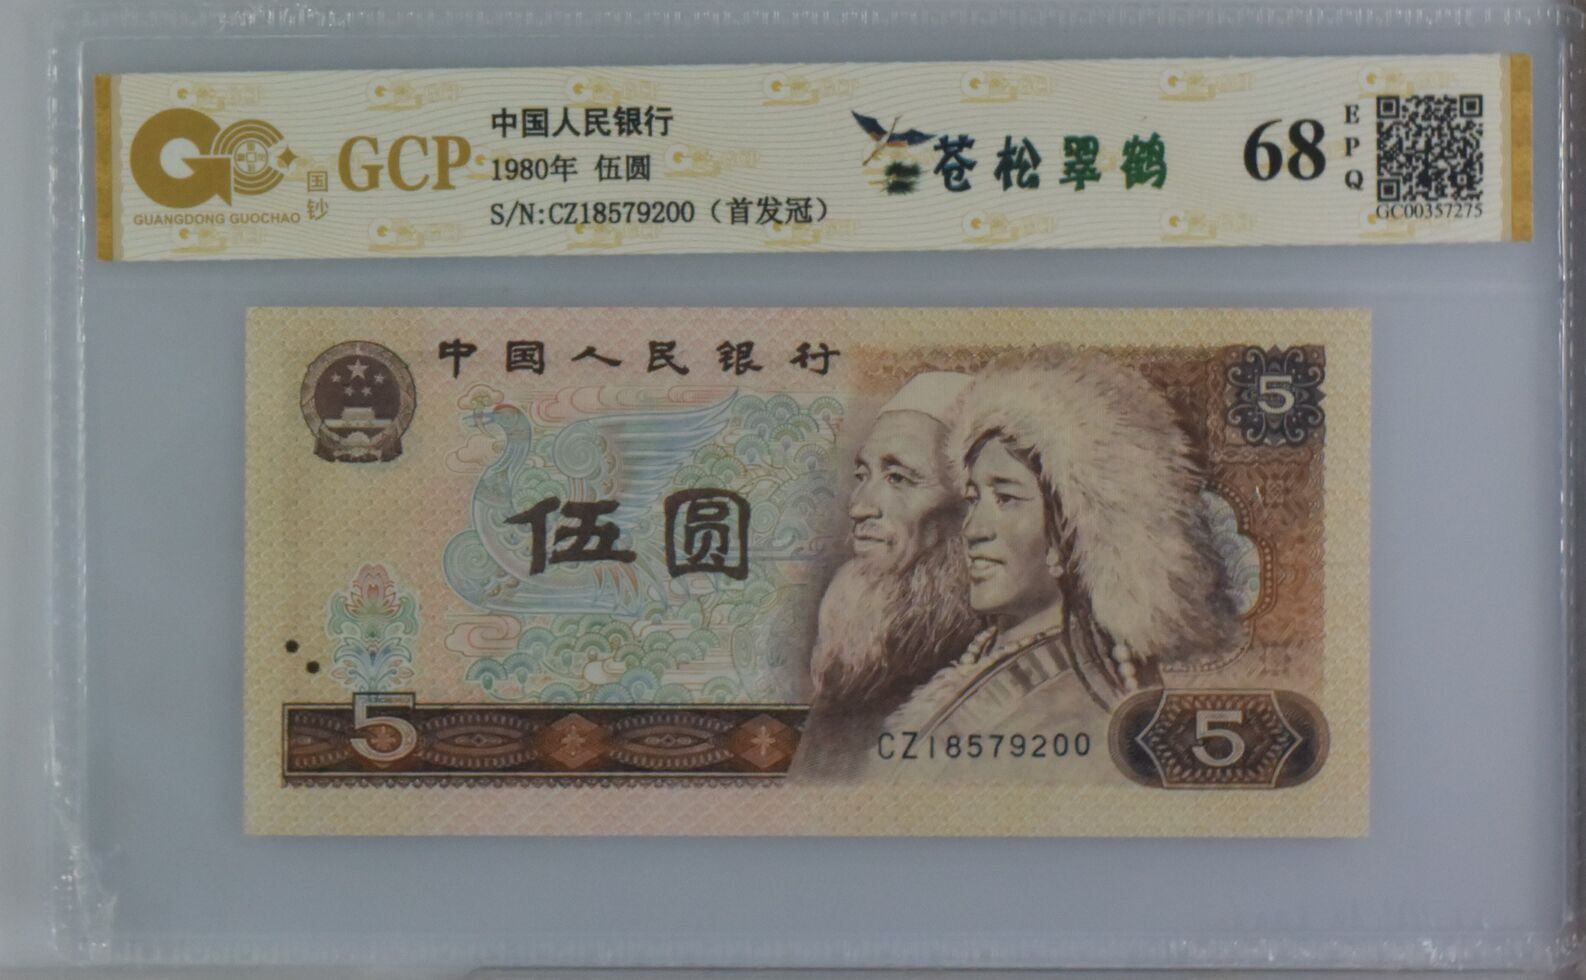 GUANGDONG GUOCHAO
国钞
GCP
中国人民银行
1980年 伍圆
S/N:CZ18579200（首发冠）
苍松翠鹤
68
EPQ
GC00357275
中国人民银行
5
伍圆
5
CZ18579200
5